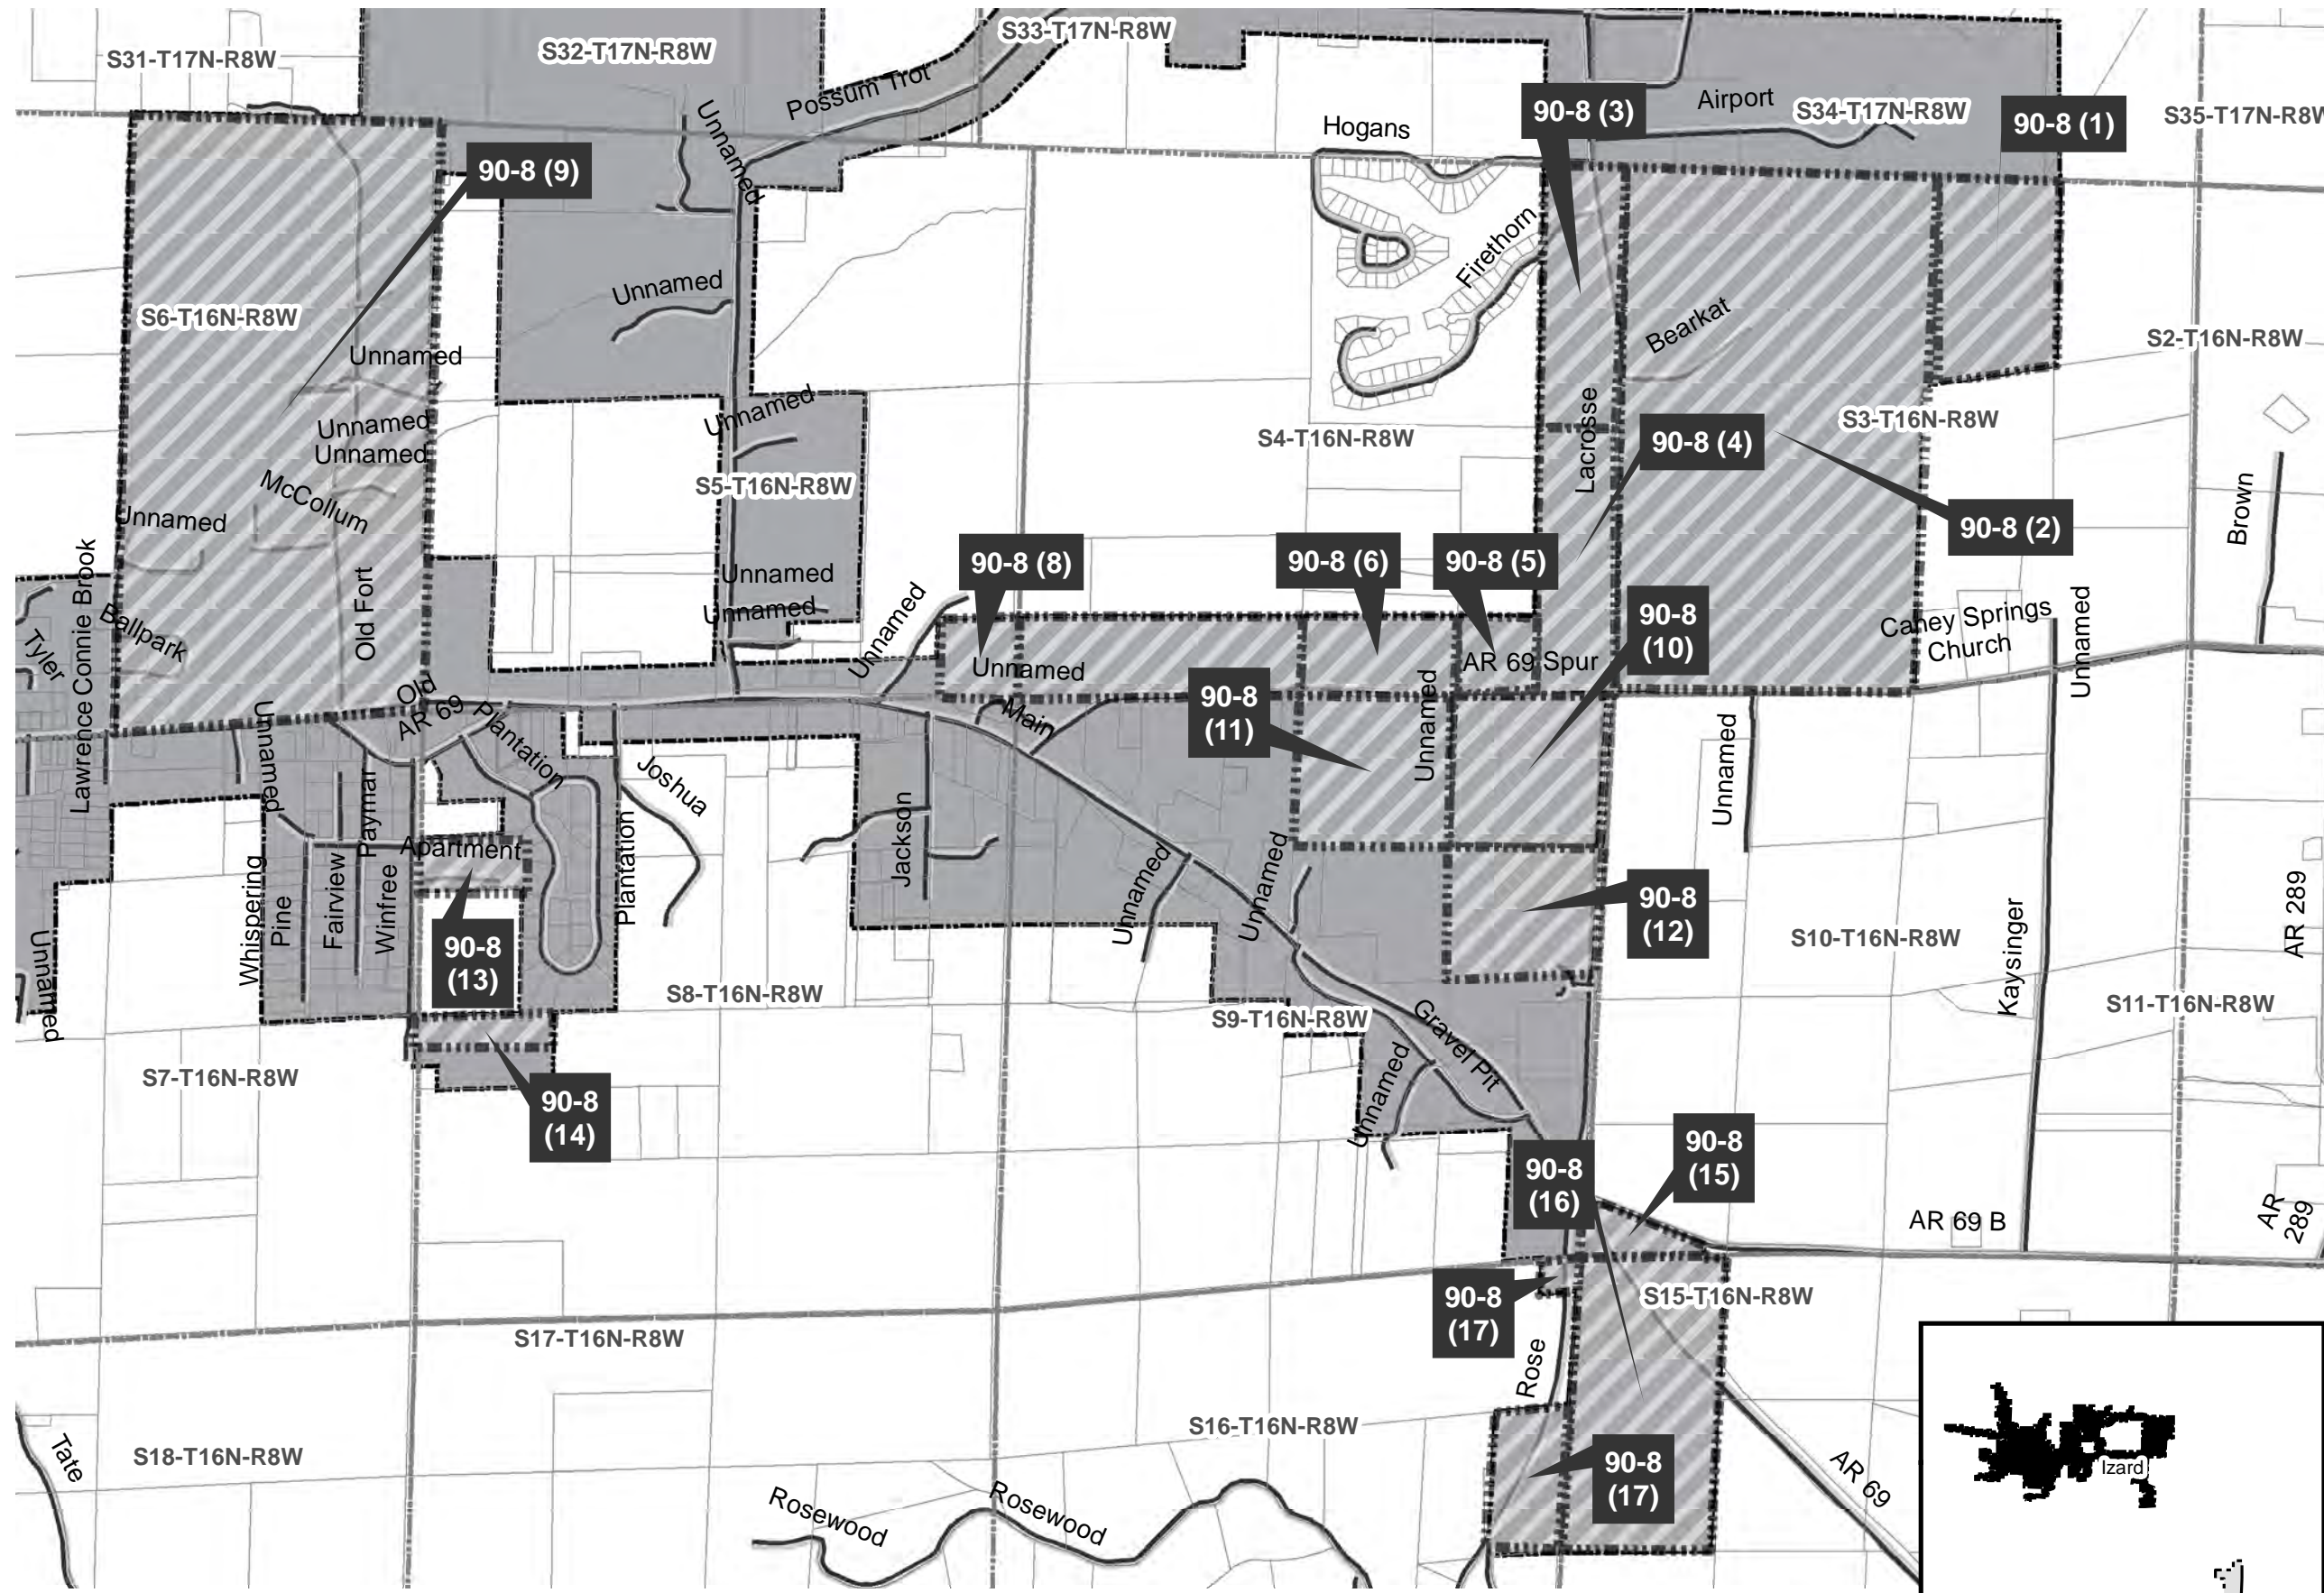 S31-T17N-R8W
S32-T17N-R8W
S33-T17N-R8W
Possum Trot
Unnamed
Hogans
90-8 (3)
Airport
S34-T17N-R8W
90-8 (1)
S35-T17N-R8W
90-8 (9)
Firethorn
Unnamed
S6-T16N-R8W
Bearkat
S2-T16N-R8W
Unnamed
Unnamed
Unnamed
Unnamed
McCollum
Unnamed
S5-T16N-R8W
S4-T16N-R8W
Lacrosse
90-8 (4)
S3-T16N-R8W
90-8 (2)
Brown
Lawrence Connie Brook
Tyler
Ballpark
Old Fort
Unnamed
Unnamed
Unnamed
90-8 (8)
90-8 (6)
90-8 (5)
90-8
(10)
Caney Springs
Church
Unnamed
Unnamed
AR 69 Spur
Unnamed
90-8
(11)
Old
AR 69
Plantation
Main
Unnamed
Unnamed
Joshua
Paymar
Apartment
Plantation
Jackson
Whispering
Pine
Fairview
Winfree
Unnamed
Unnamed
Unnamed
90-8
(13)
90-8
(12)
S10-T16N-R8W
Kaysinger
AR 289
S8-T16N-R8W
S9-T16N-R8W
Gravel Pit
Unnamed
S11-T16N-R8W
S7-T16N-R8W
90-8
(14)
90-8
(16)
90-8
(15)
AR 69 B
AR
289
90-8
(17)
S15-T16N-R8W
S17-T16N-R8W
Rose
S16-T16N-R8W
S18-T16N-R8W
Tate
90-8
(17)
AR 69
Rosewood
Rosewood
Izard